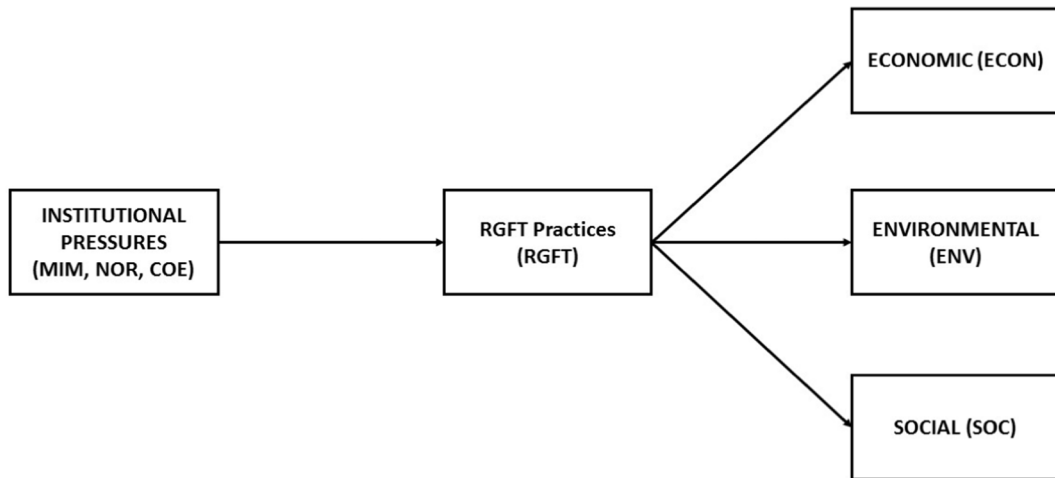 ECONOMIC (ECON)
INSTITUTIONAL
PRESSURES
(MIM, NOR, COE)
RGFT Practices
(RGFT)
ENVIRONMENTAL
(ENV)
SOCIAL (SOC)